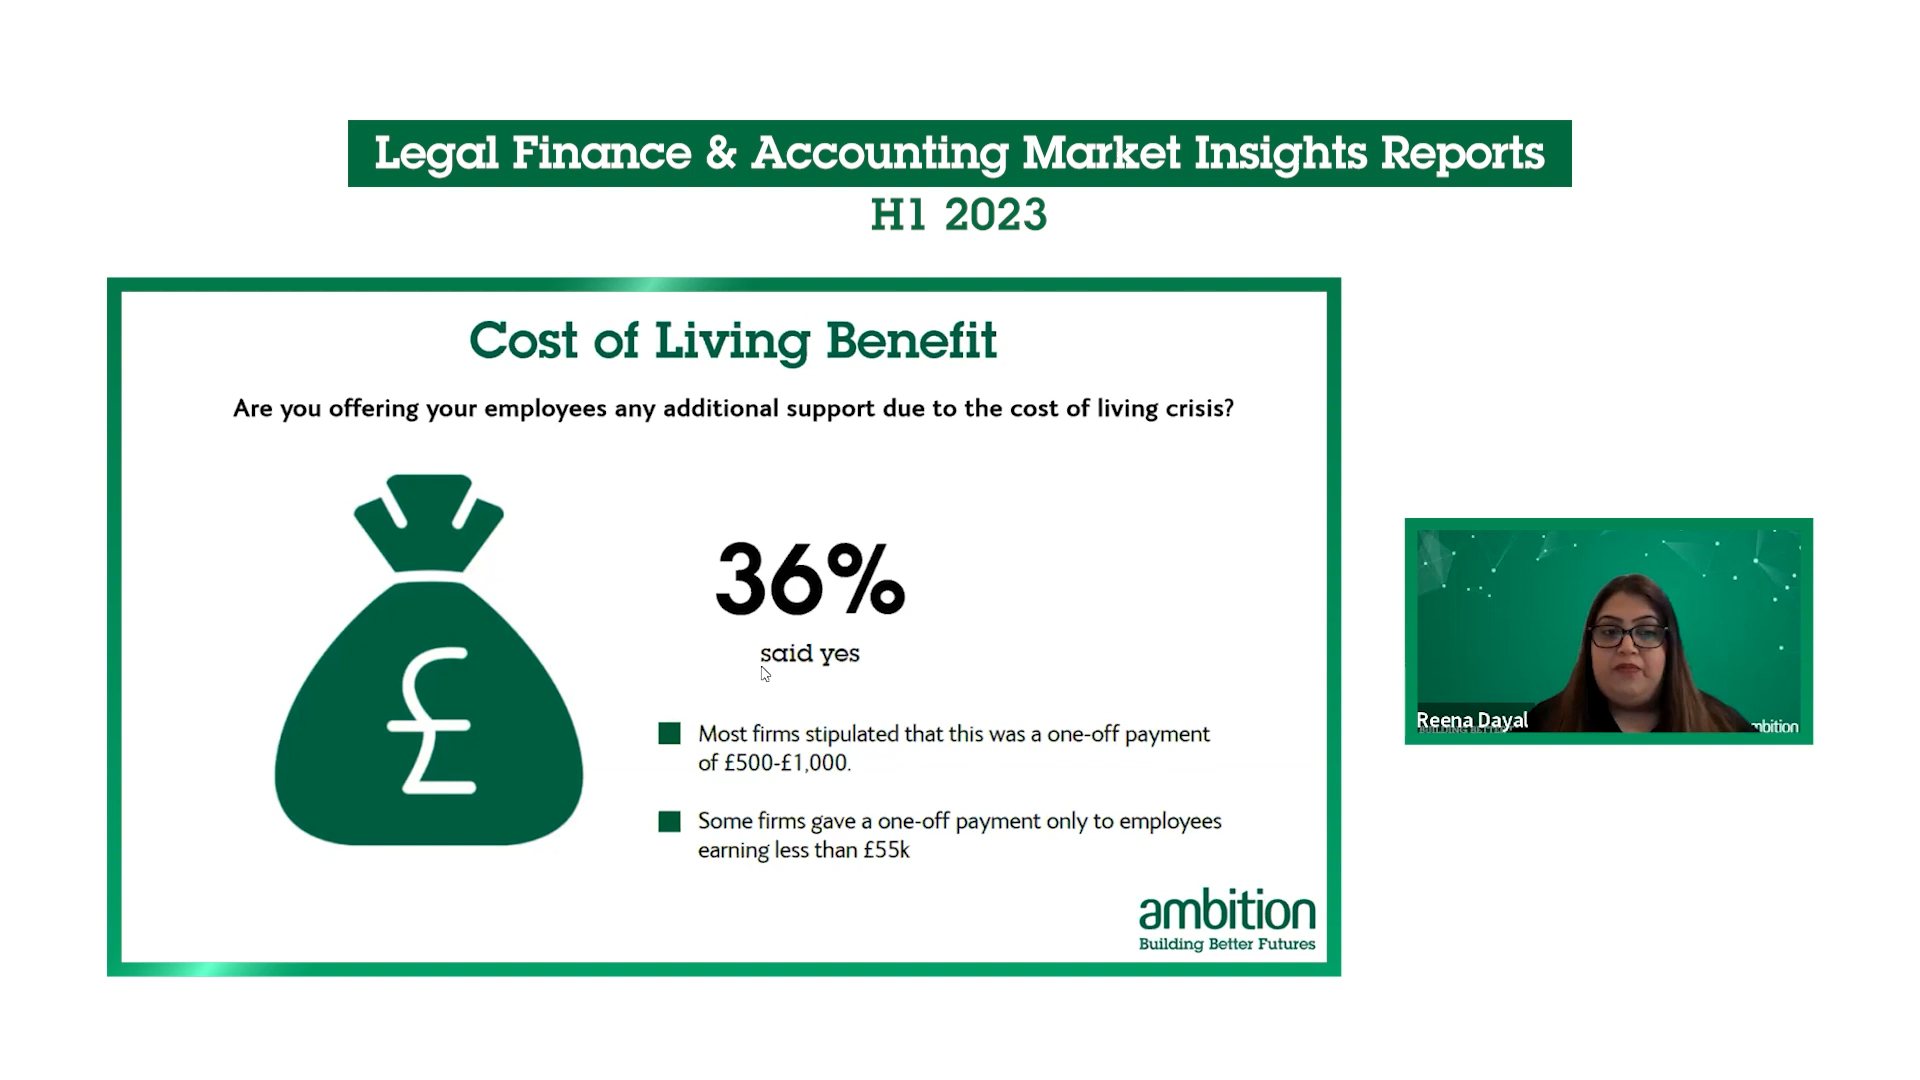 Legal Finance & Accounting Market Insights Reports
H1 2023
Cost of Living Benefit
Are you offering your employees any additional support due to the cost of living crisis?
£
36%
said yes
Most firms stipulated that this was a one-off payment
of £500-£1,000.
Some firms gave a one-off payment only to employees
earning less than £55k
ambition
Building Better Futures
Reena Dayal